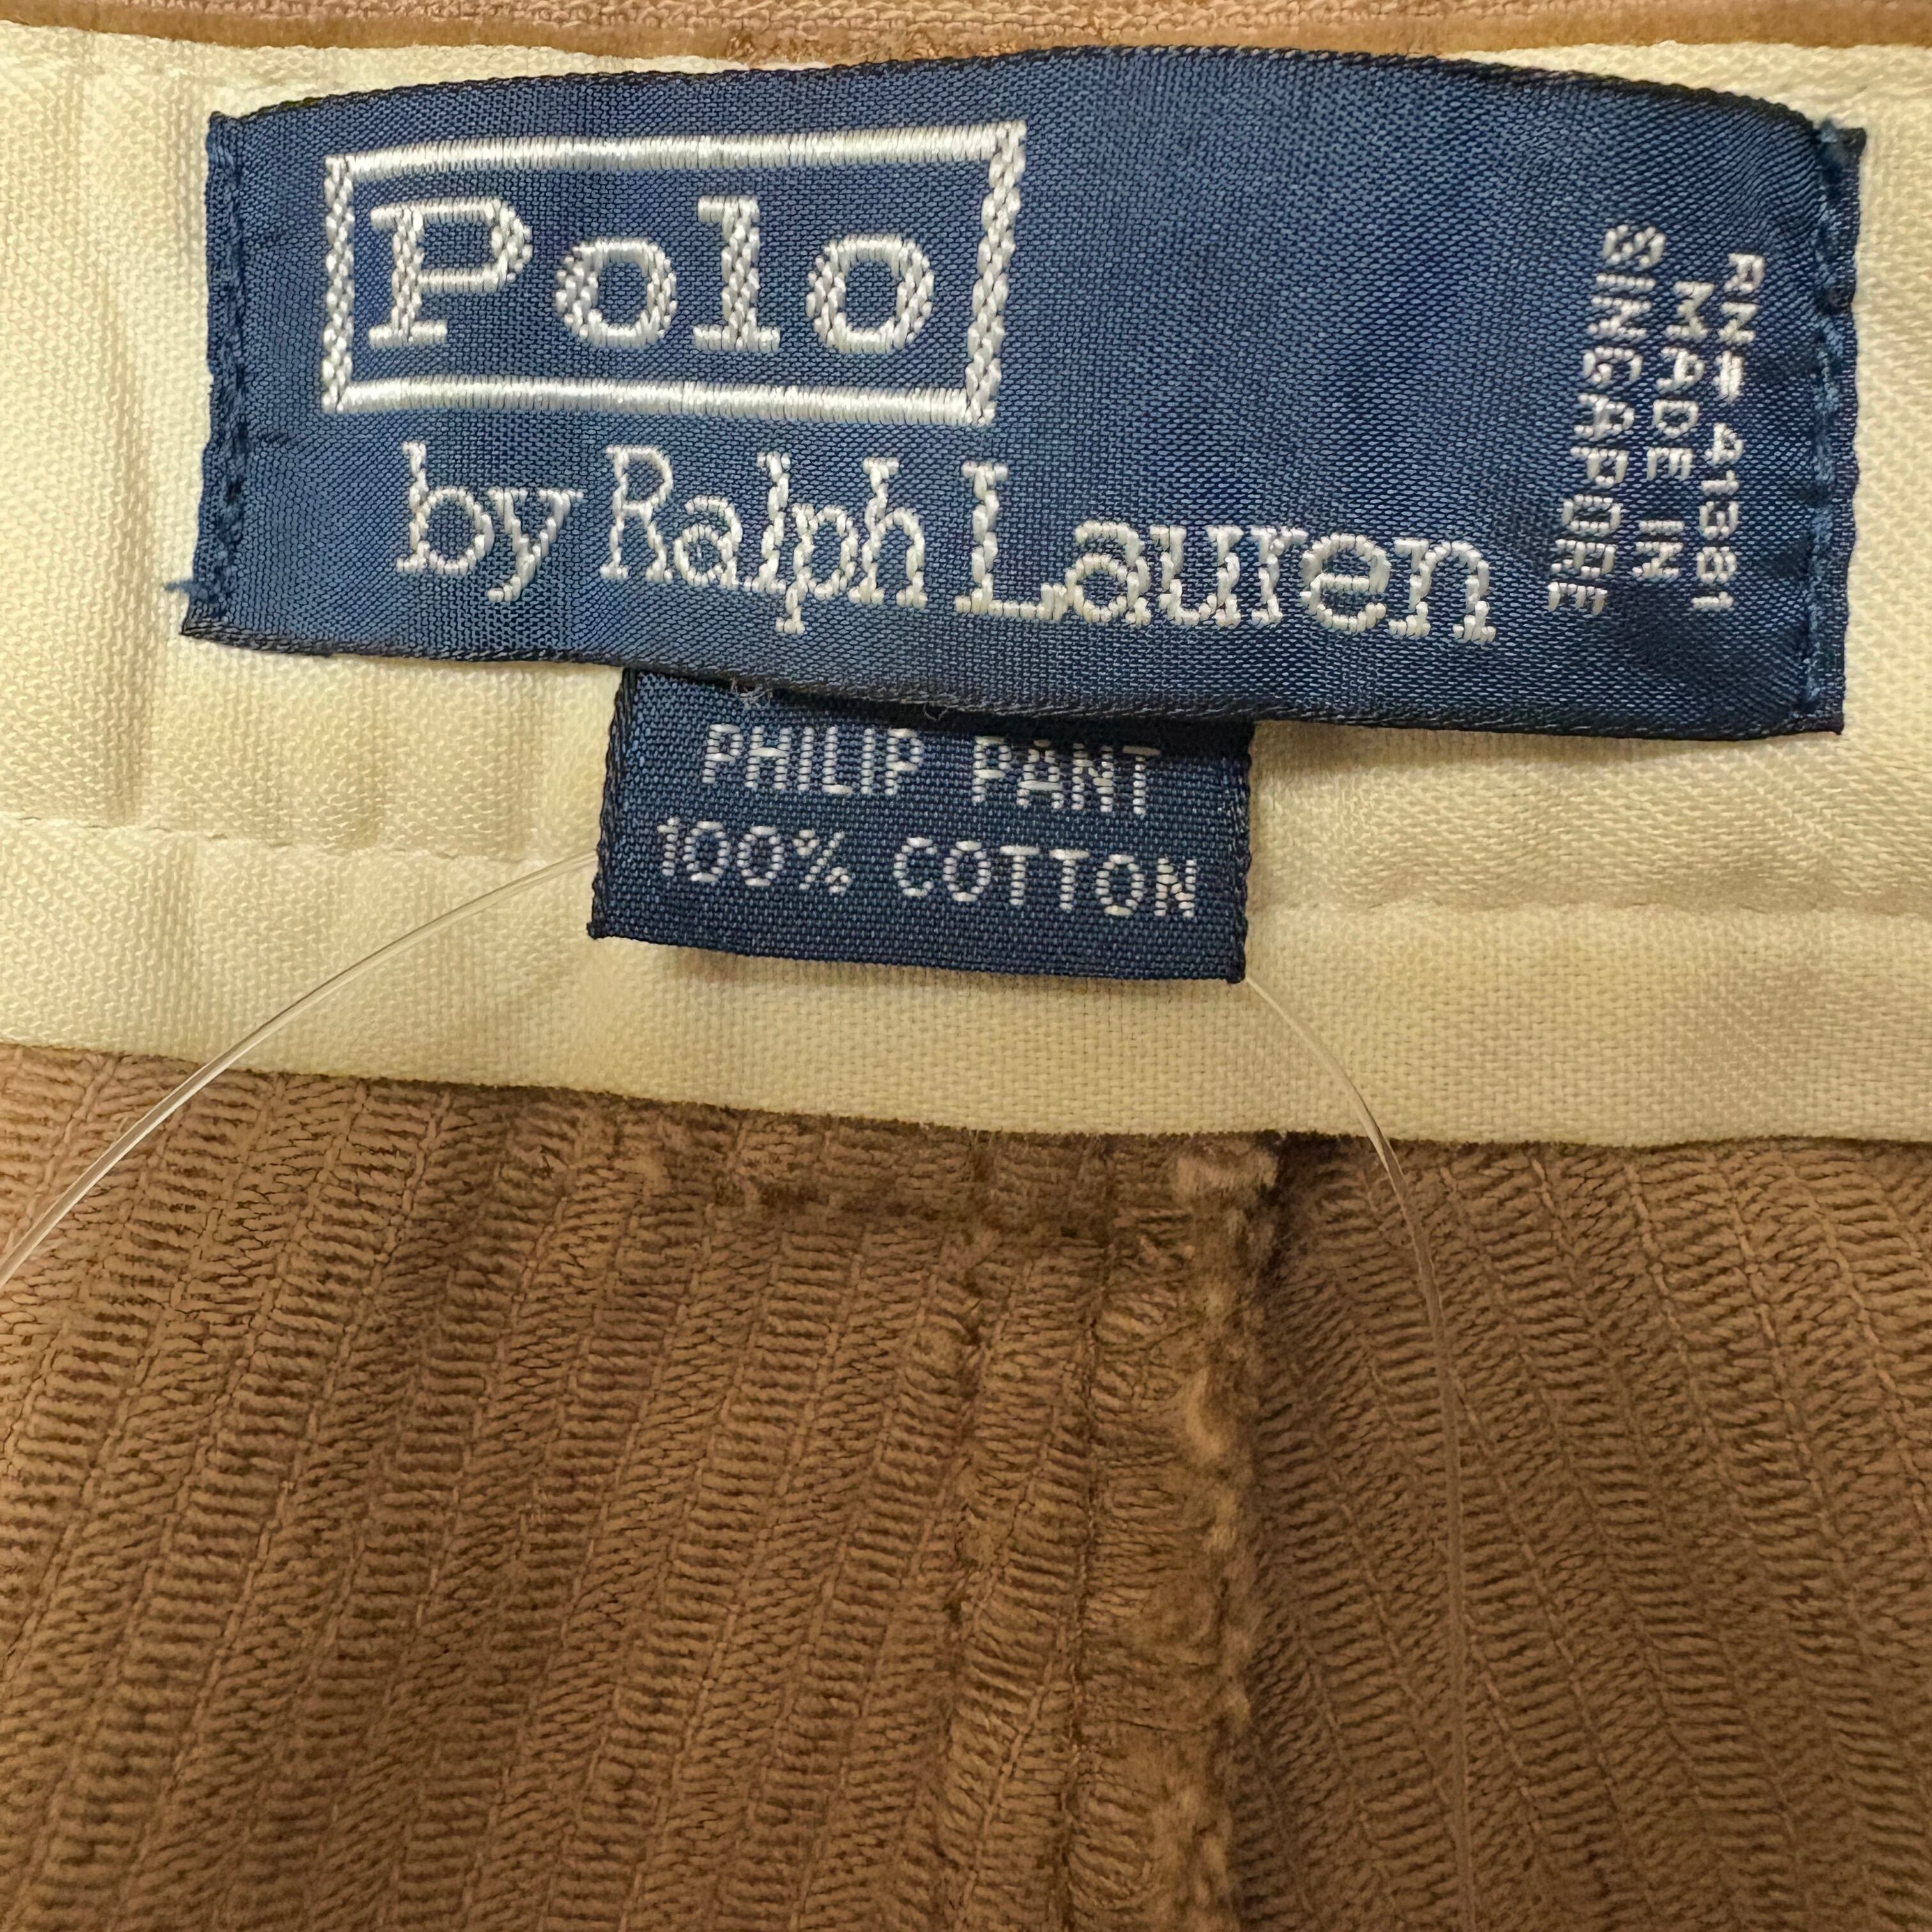 Polo
by Ralph Lauren
RN= 41381
MADE IN
SINGAPORE
PHILIP PANT
100% COTTON